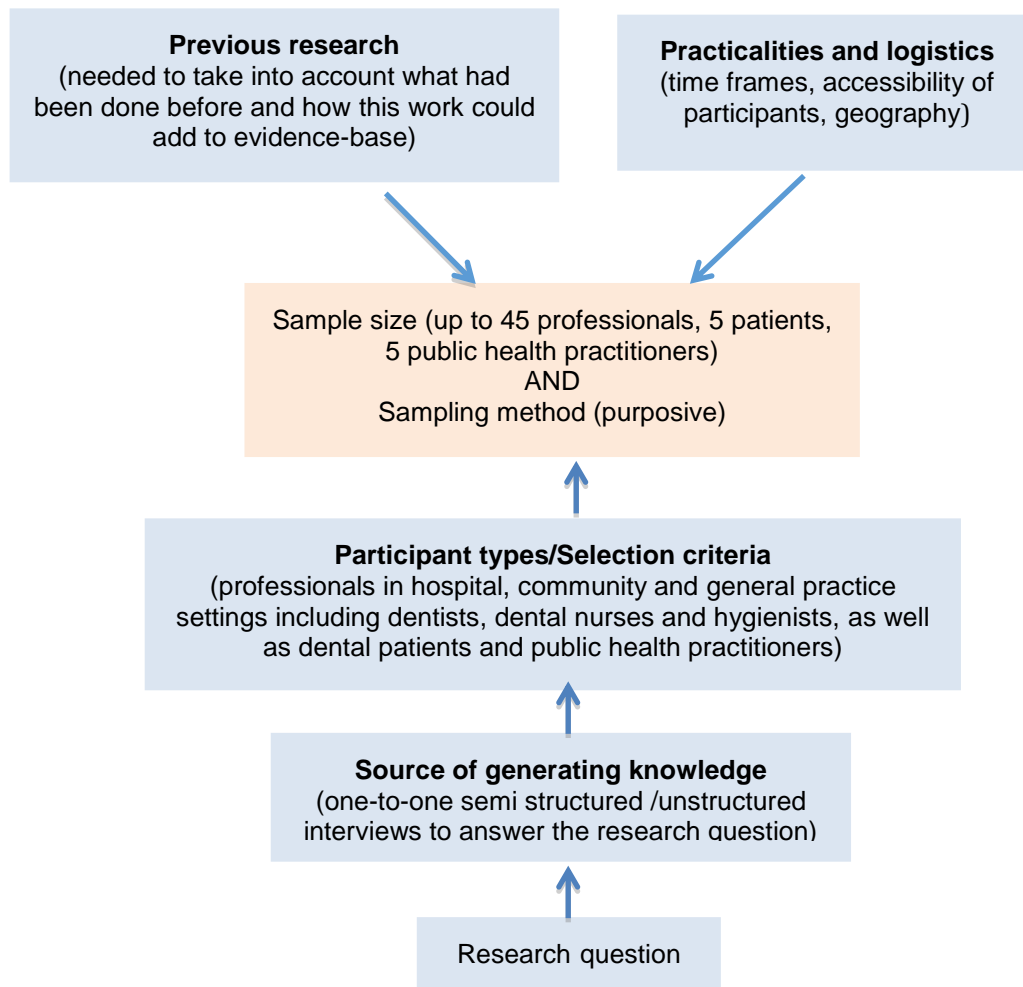 Previous research
(needed to take into account what had
been done before and how this work could
add to evidence-base)
Practicalities and logistics
(time frames, accessibility of
participants, geography)
Sample size (up to 45 professionals, 5 patients,
5 public health practitioners)
AND
Sampling method (purposive)
Participant types/Selection criteria
(professionals in hospital, community and general practice
settings including dentists, dental nurses and hygienists, as well
as dental patients and public health practitioners)
Source of generating knowledge
(one-to-one semi structured /unstructured
interviews to answer the research question)
Research question